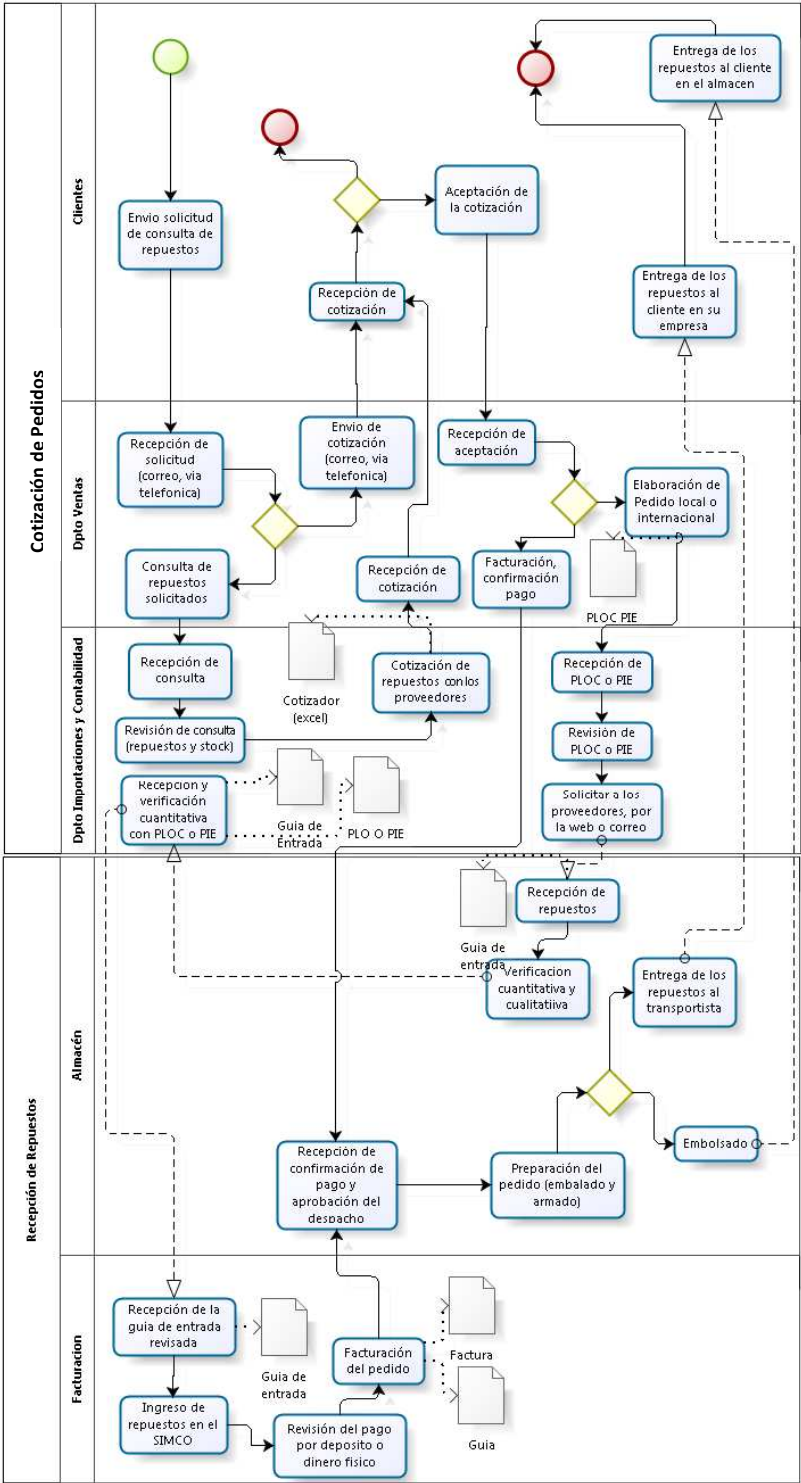 Cotización de Pedidos
Clientes
Envio solicitud
de consulta de
repuestos
Recepción de
cotización
Aceptación de
la cotización
Entrega de los
repuestos al cliente
en el almacen
Entrega de los
repuestos al
cliente en su
empresa
Dpto Ventas
Recepción de
solicitud
(correo, via
telefonica)
Envio de
cotización
(correo, via
telefonica)
Recepción de
aceptación
Elaboración de
Pedido local o
internacional
Consulta de
repuestos
solicitados
Recepción de
cotización
Facturación,
confirmación
pago
PLOC PIE
Dpto Importaciones y Contabilidad
Recepción de
consulta
Cotizador
(excel)
Cotización de
repuestos con los
proveedores
Recepción de
PLOC o PIE
Revisión de consulta
(repuestos y stock)
Revisión de
PLOC o PIE
Recepción y
verificación
cuantitativa
con PLOC o PIE
Guia de
Entrada
PLO O PIE
Solicitar a los
proveedores, por
la web o correo
Recepción de Repuestos
Almacén
Recepción de
repuestos
Guia de
entrada
Verificacion
cuantitativa y
cualitatiiva
Entrega de los
repuestos al
transportista
Recepción de
confirmación de
pago y
aprobación del
despacho
Preparación del
pedido (embalado y
armado)
Embolsado
Facturacion
Recepción de la
guia de entrada
revisada
Guia de
entrada
Facturación
del pedido
Factura
Guia
Ingreso de
repuestos en el
SIMCO
Revisión del pago
por deposito o
dinero fisico